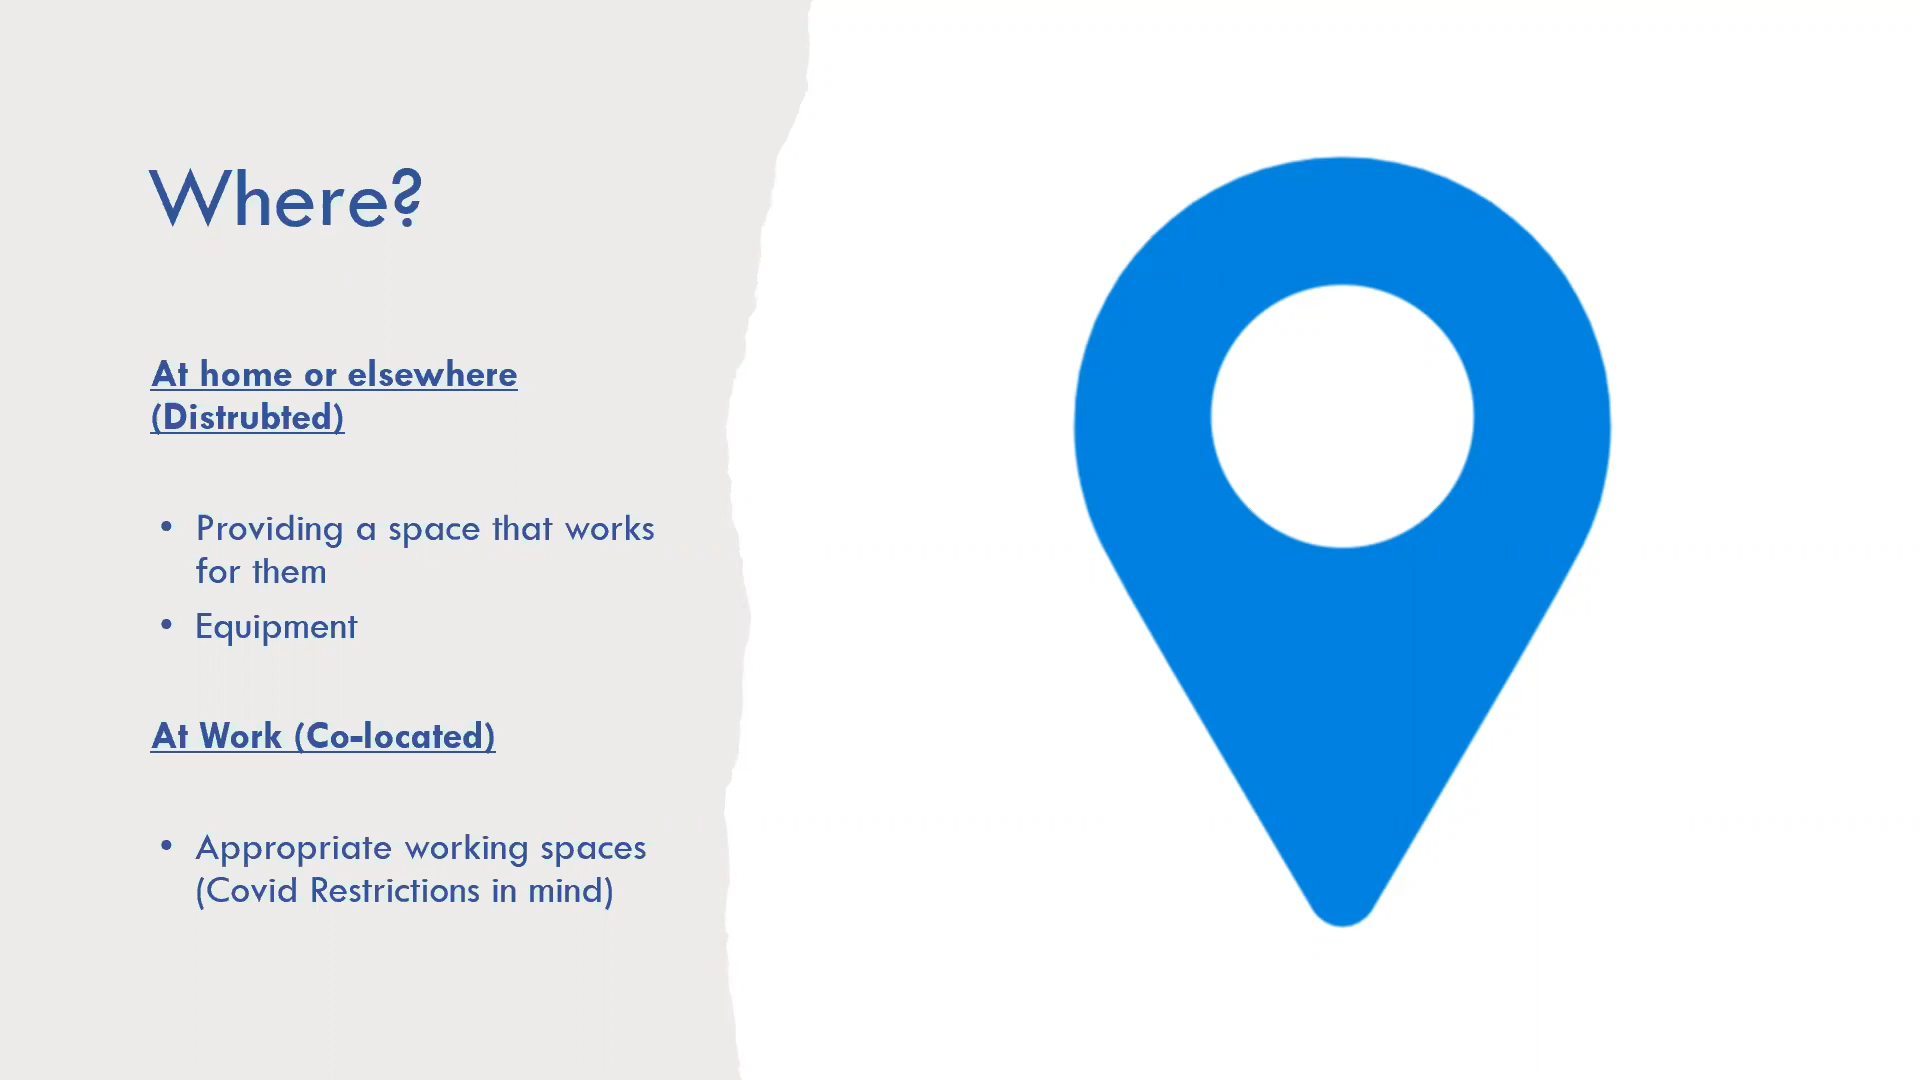 Where?
At home or elsewhere
(Distrubted)
• Providing a space that works
for them
• Equipment
At Work (Co-located)
• Appropriate working spaces
(Covid Restrictions in mind)